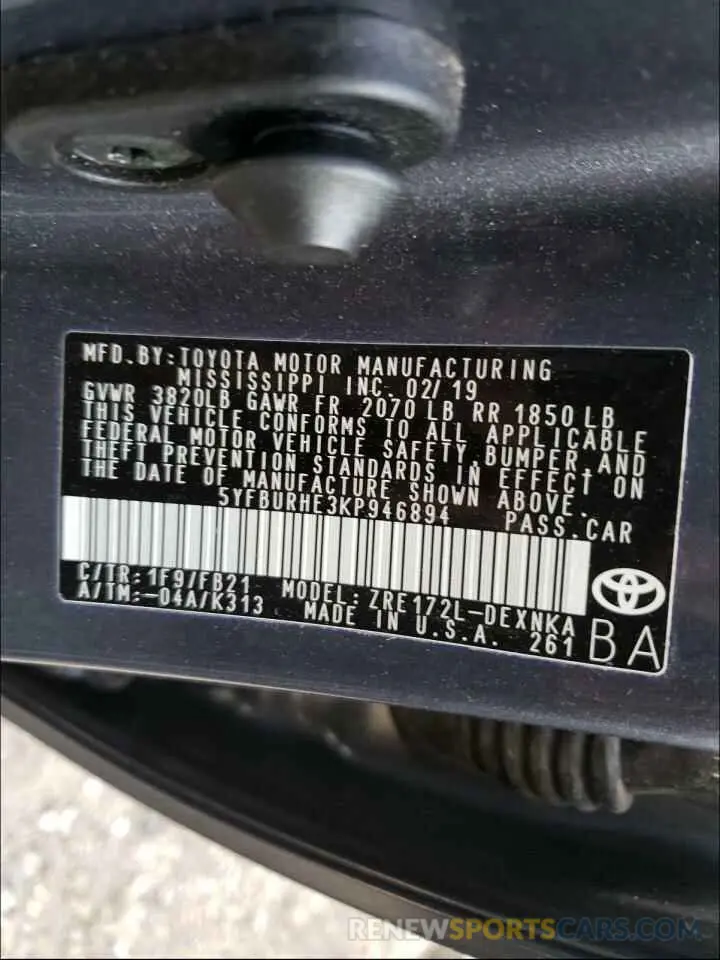 MFD.BY:TOYOTA MOTOR MANUFACTURING
MISSISSIPPI INC. 02/19
GVWR 3820LB GAWR FR 2070 LB RR 1850 LB
THIS VEHICLE CONFORMS TO ALL APPLICABLE
FEDERAL MOTOR VEHICLE SAFETY,BUMPER,AND
THEFT PREVENTION STANDARDS IN EFFECT ON
THE DATE OF MANUFACTURE SHOWN ABOVE.
5YFBURHE3KP946894 PASS.CAR
C/TR:1F9/FB21 MODEL:ZRE172L-DEXNKA
A/TM:-04A/K313 MADE IN U.S.A. 261 BA
RENEWSPORTSCARS.COM